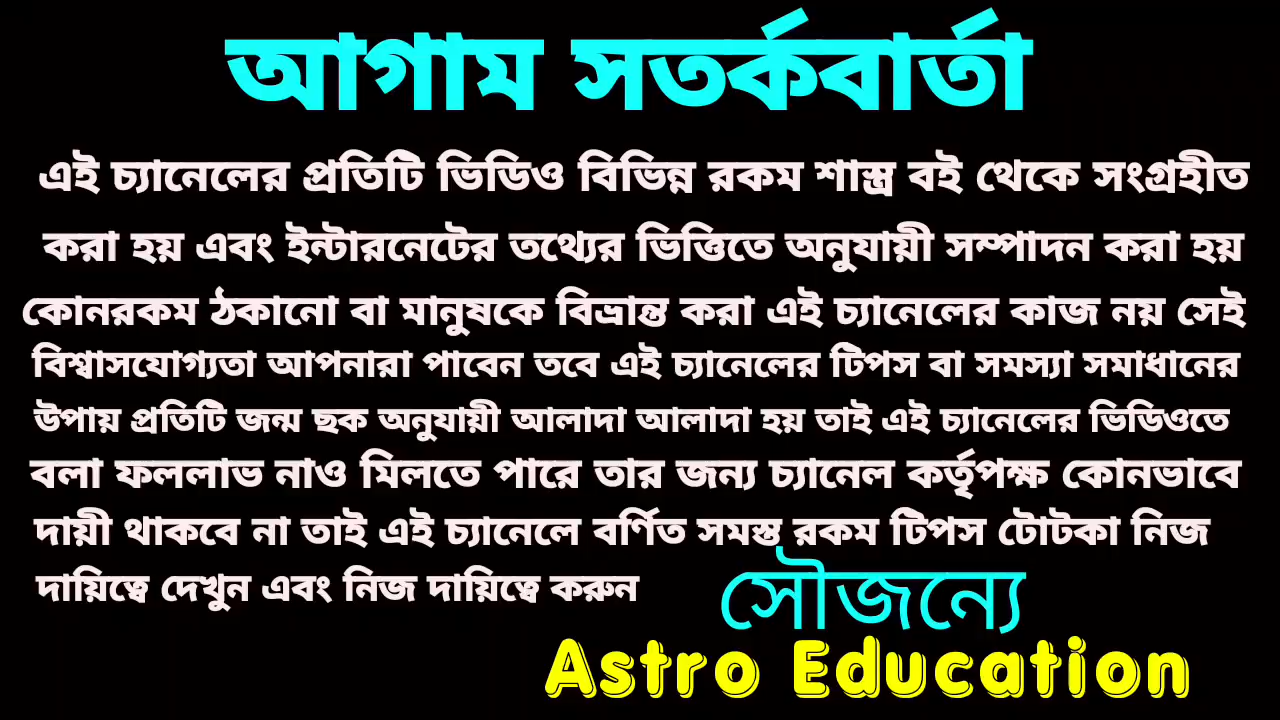 আগাম সতর্কবার্তা
এই চ্যানেলের প্রতিটি ভিডিও বিভিন্ন রকম শাস্ত্র বই থেকে সংগ্রহীত
করা হয় এবং ইন্টারনেটের তথ্যের ভিত্তিতে অনুযায়ী সম্পাদন করা হয়
কোনরকম ঠকানো বা মানুষকে বিভ্রান্ত করা এই চ্যানেলের কাজ নয় সেই
বিশ্বাসযোগ্যতা আপনারা পাবেন তবে এই চ্যানেলের টিপস বা সমস্যা সমাধানের
উপায় প্রতিটি জন্ম ছক অনুযায়ী আলাদা আলাদা হয় তাই এই চ্যানেলের ভিডিওতে
বলা ফললাভ নাও মিলতে পারে তার জন্য চ্যানেল কর্তৃপক্ষ কোনভাবে
দায়ী থাকবে না তাই এই চ্যানেলে বর্ণিত সমস্ত রকম টিপস টোটকা নিজ
দায়িত্বে দেখুন এবং নিজ দায়িত্বে করুন
সৌজন্যে
Astro Education